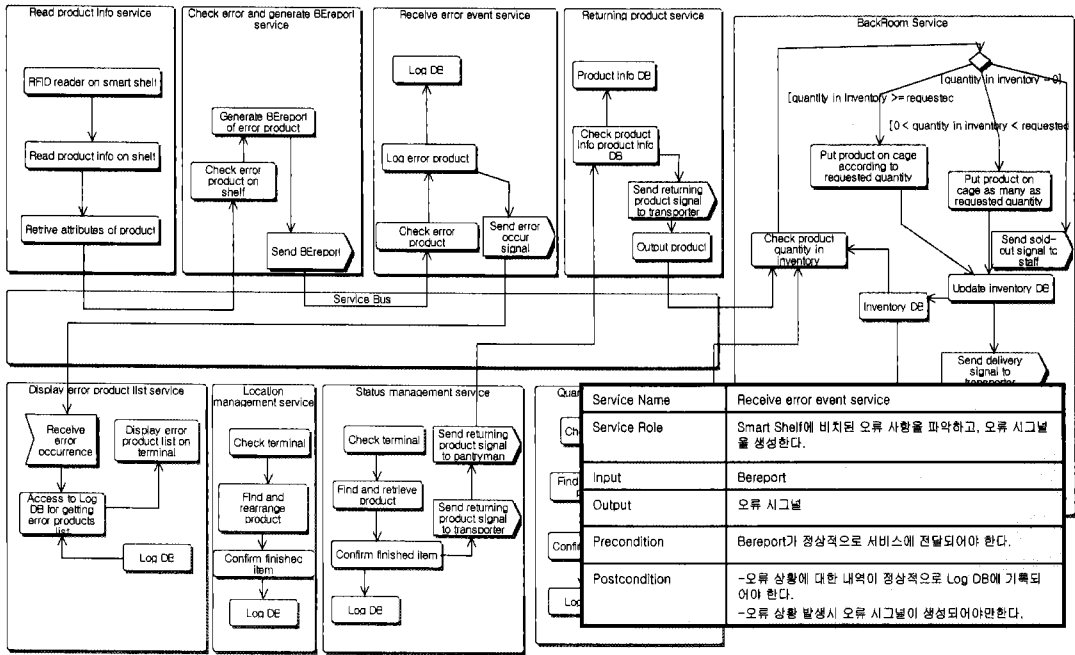 Read product Info service
RFID reader on smart shelf
Read product info on shelf
Retrive attributes of product
Check error and generate BEreport
service
Generate BEreport
of error product
Check error
product on
shelf
Send BEreport
Receive error event service
Log DB
Log error product
Check error
product
Send error
occur
signal
Returning product service
Product Info DB
Check product
Info product info
DB
Send returning
product signal
to transporter
Output product
BackRoom Service
[quantity in inventory = 0]
[quantity in Inventory >= requested
[0 < quantity in inventory < requested
Put product on cage
according to
requested quantity
Put product on
cage as many as
requested quantity
Check product
quantity in
inventory
Send sold-
out signal to
staff
Update inventory DB
Inventory DB
Send delivery
signal to
transporter
Service Bus
Display error product list service
Receive
error
occurrence
Display error
product list on
terminal
Access to Log
DB for getting
error products
list
Log DB
Location
management service
Check terminal
Find and
rearrange product
Confirm finished
item
Log DB
Status management service
Check terminal
Send returning
product signal
to pantryman
Find and retrieve
product
Send returning
product signal
to transporter
Confirm finished item
Log DB
Service Name Receive error event service
Service Role Smart Shelf에 비치된 오류 사항을 파악하고, 오류 시그널
을 생성한다.
Input Bereport
Output 오류 시그널
Precondition Bereport가 정상적으로 서비스에 전달되어야 한다.
Postcondition -오류 상황에 대한 내역이 정상적으로 Log DB에 기록되
어야 한다.
-오류 상황 발생시 오류 시그널이 생성되어야만한다.